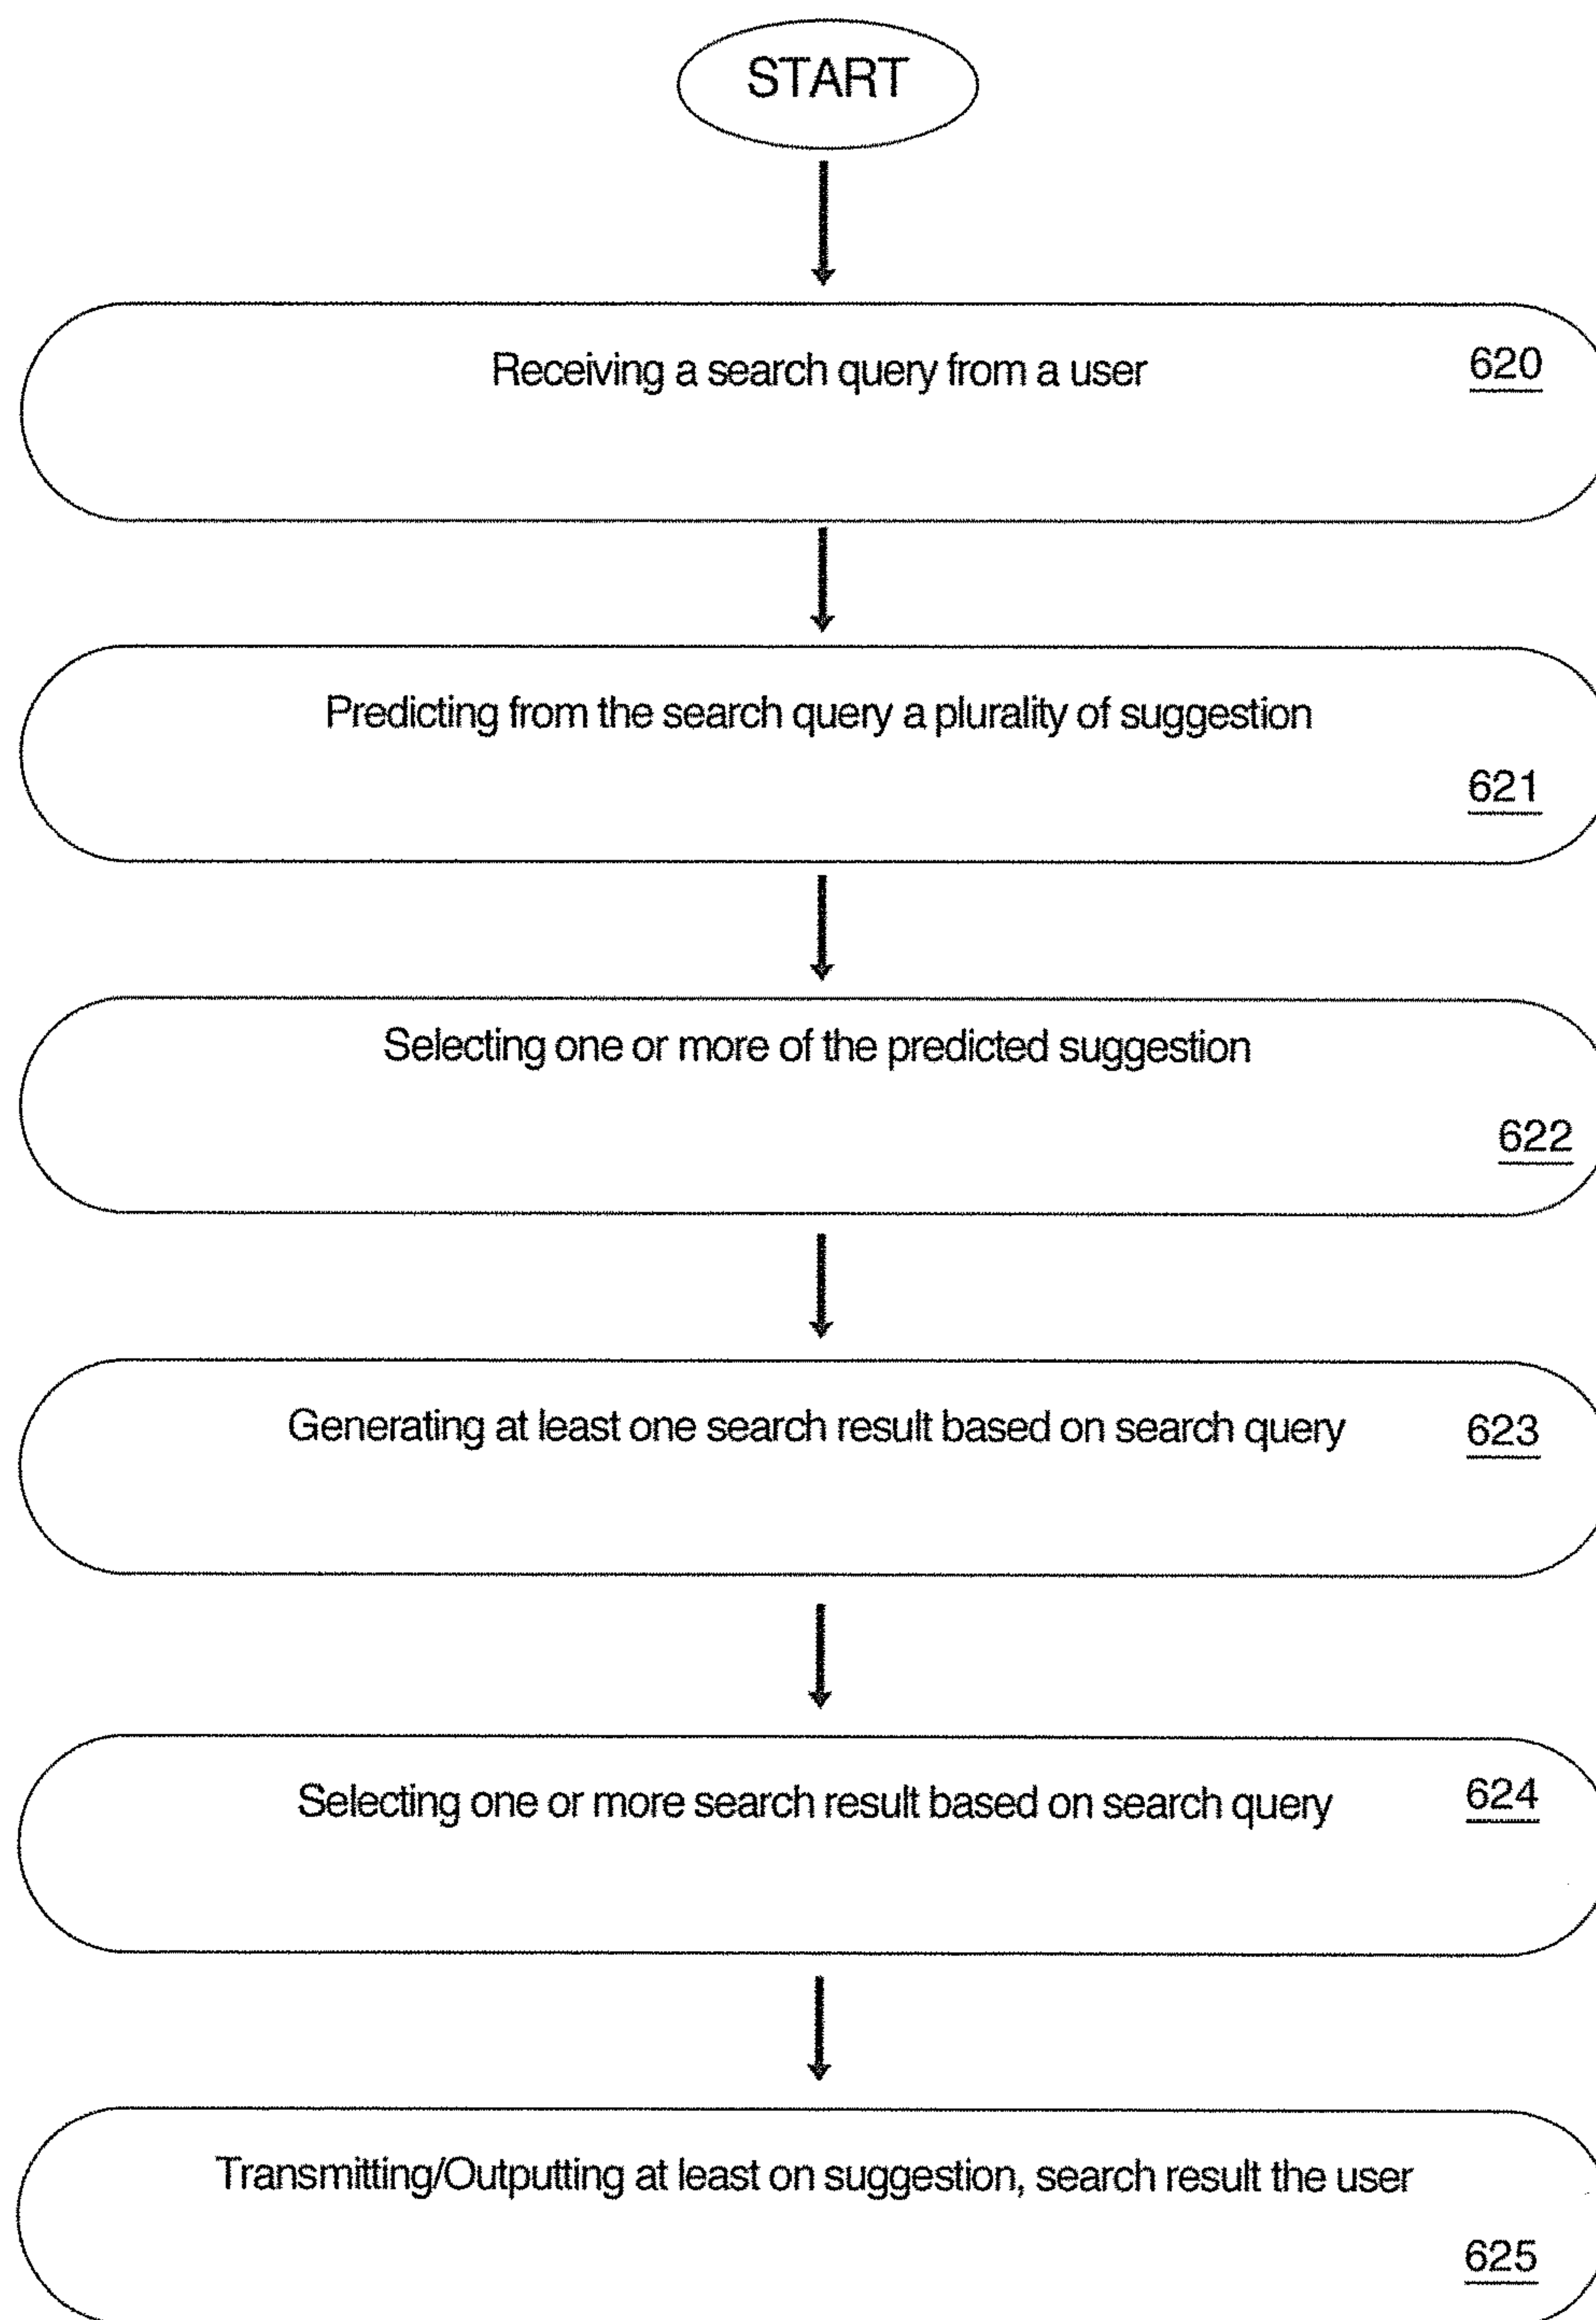 START
Receiving a search query from a user 620
Predicting from the search query a plurality of suggestion
621
Selecting one or more of the predicted suggestion
622
Generating at least one search result based on search query 623
Selecting one or more search result based on search query 624
Transmitting/Outputting at least on suggestion, search result the user
625